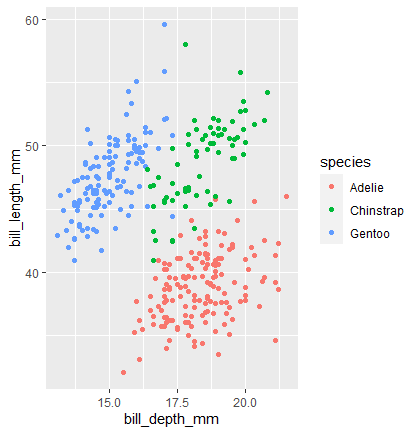 60
50
40
bill_length_mm
15.0
17.5
20.0
bill_depth_mm
species
Adelie
Chinstrap
Gentoo